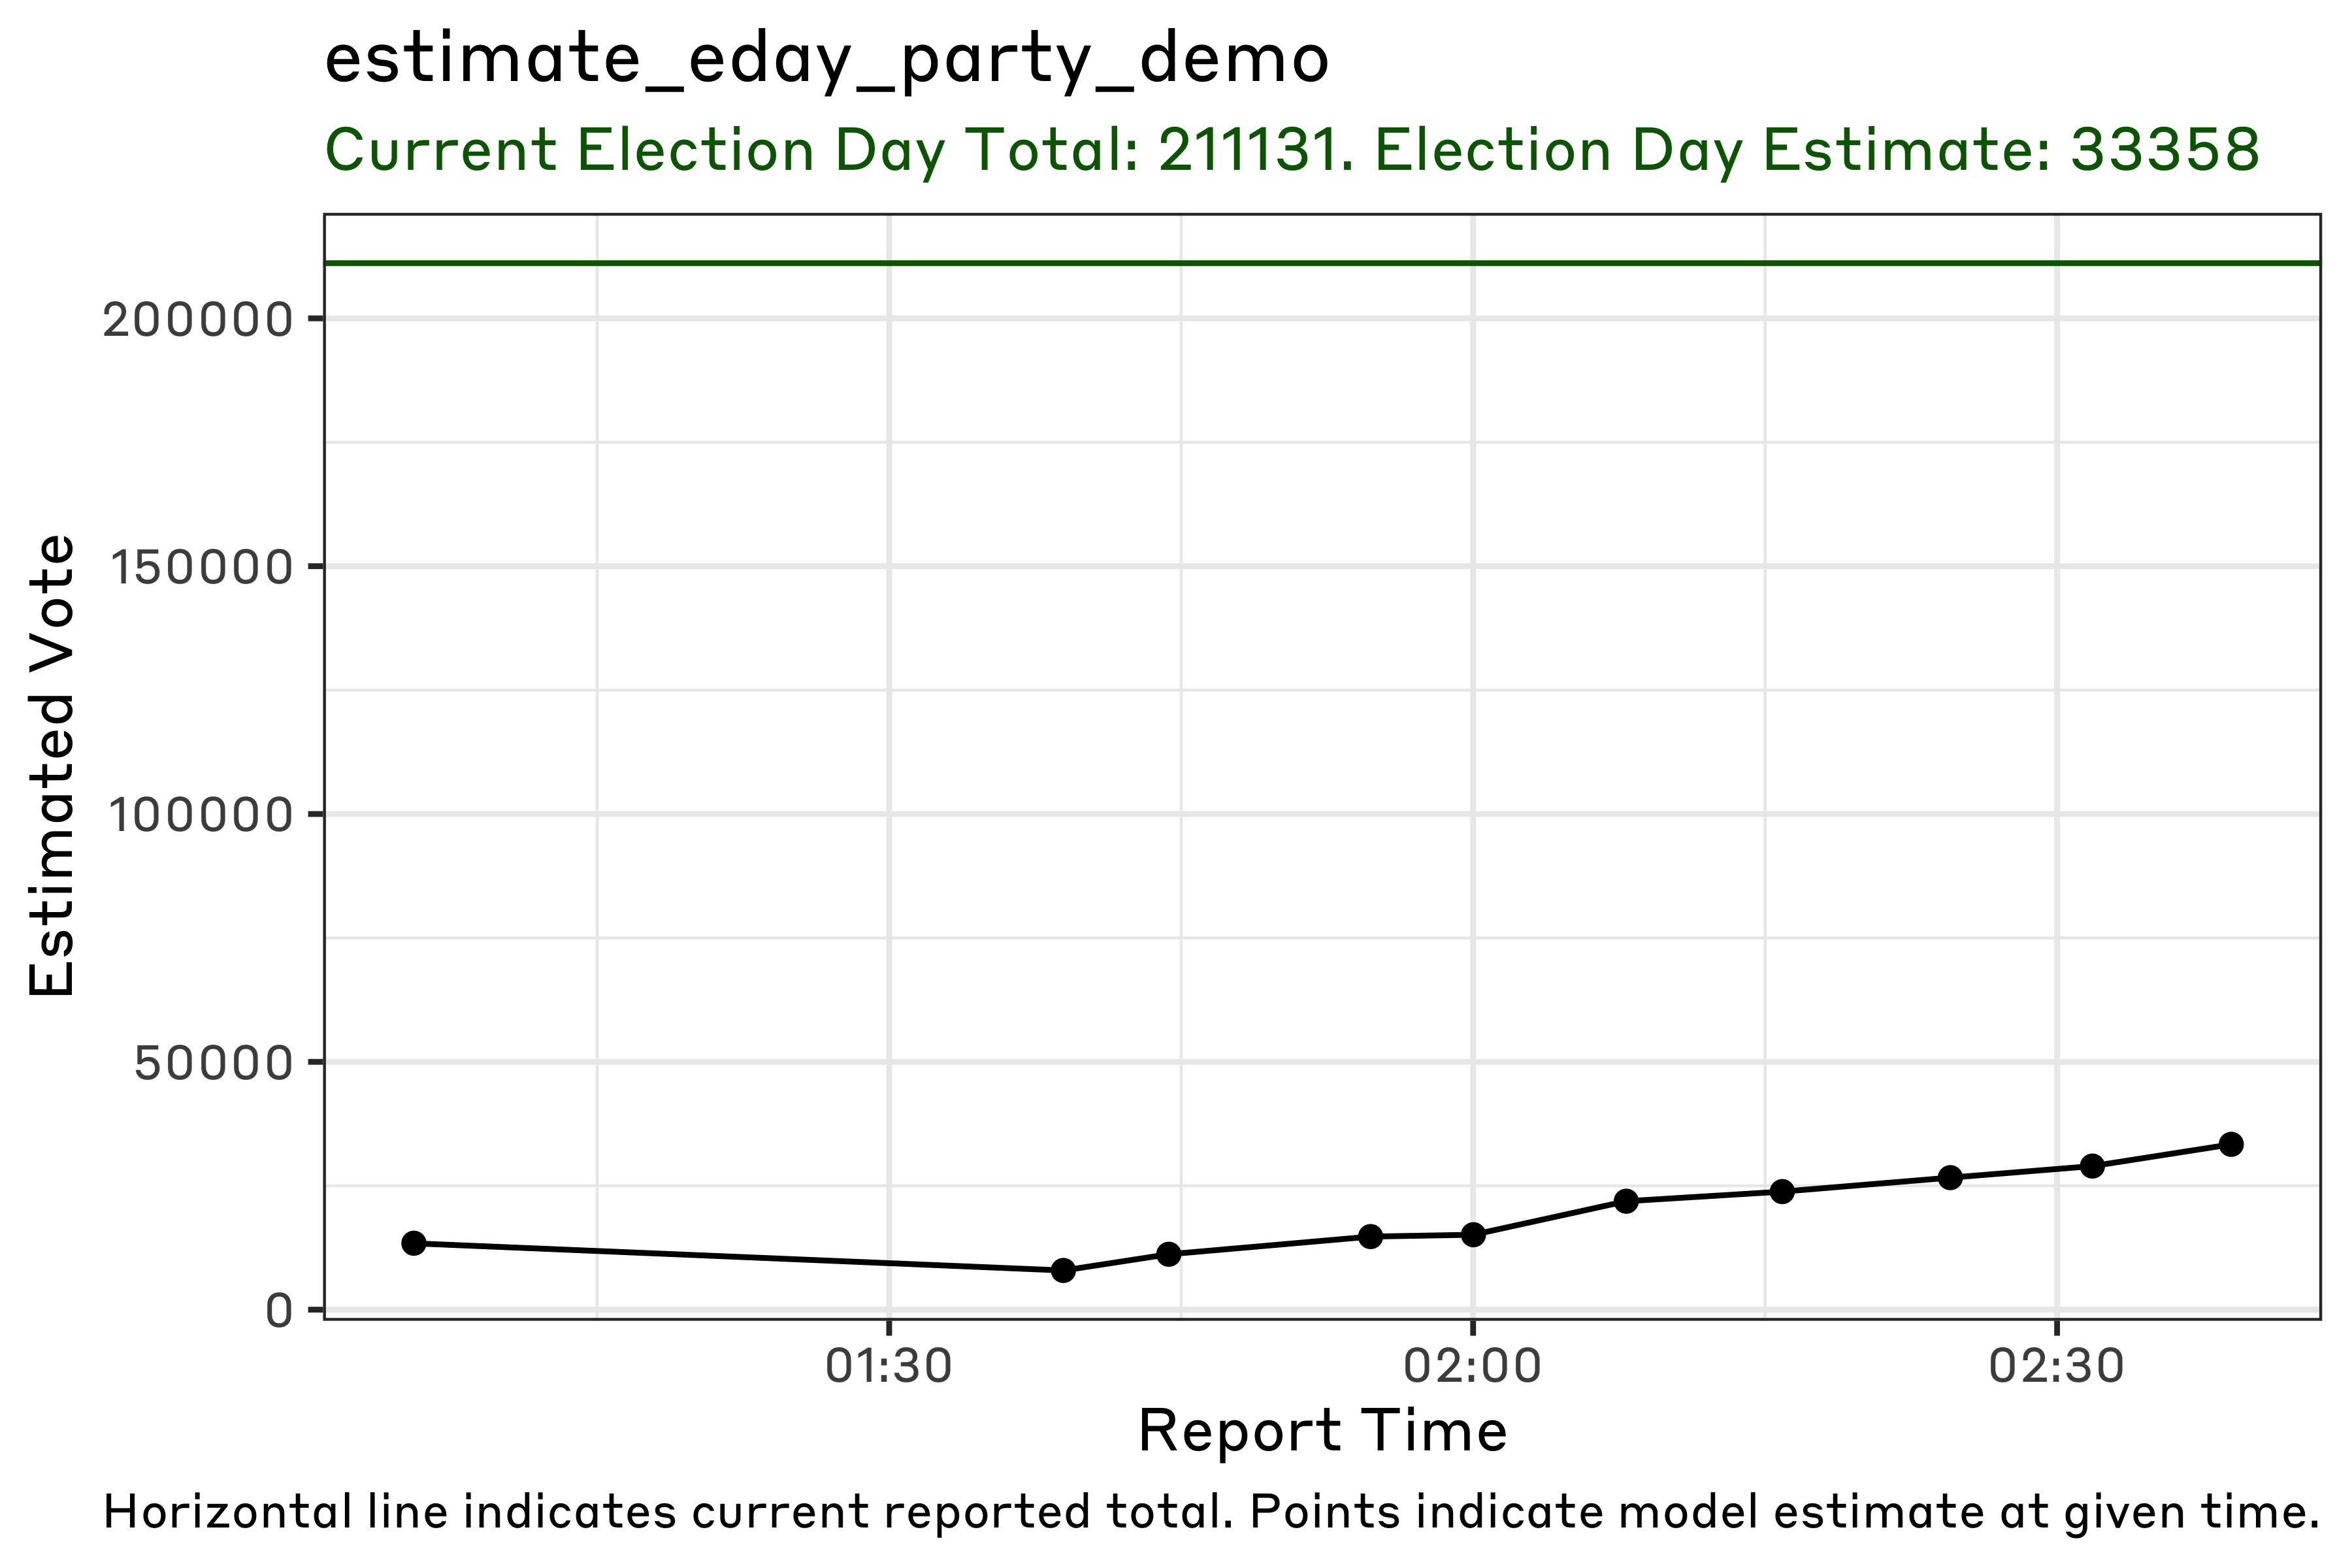 estimate_eday_party_demo
Current Election Day Total: 211131. Election Day Estimate: 33358
200000
150000
100000
50000
0
Estimated Vote
01:30 02:00 02:30
Report Time
Horizontal line indicates current reported total. Points indicate model estimate at given time.